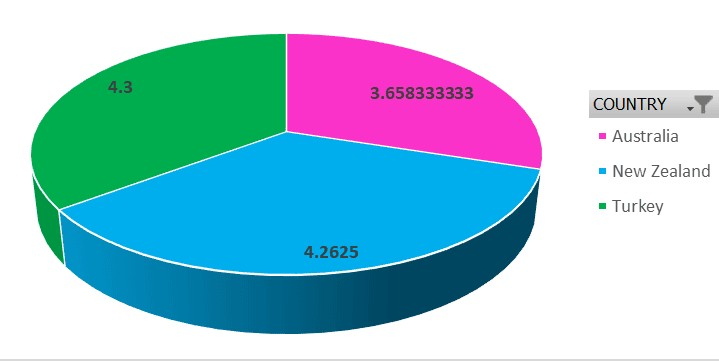 4.3
3.658333333
4.2625
COUNTRY
Australia
New Zealand
Turkey